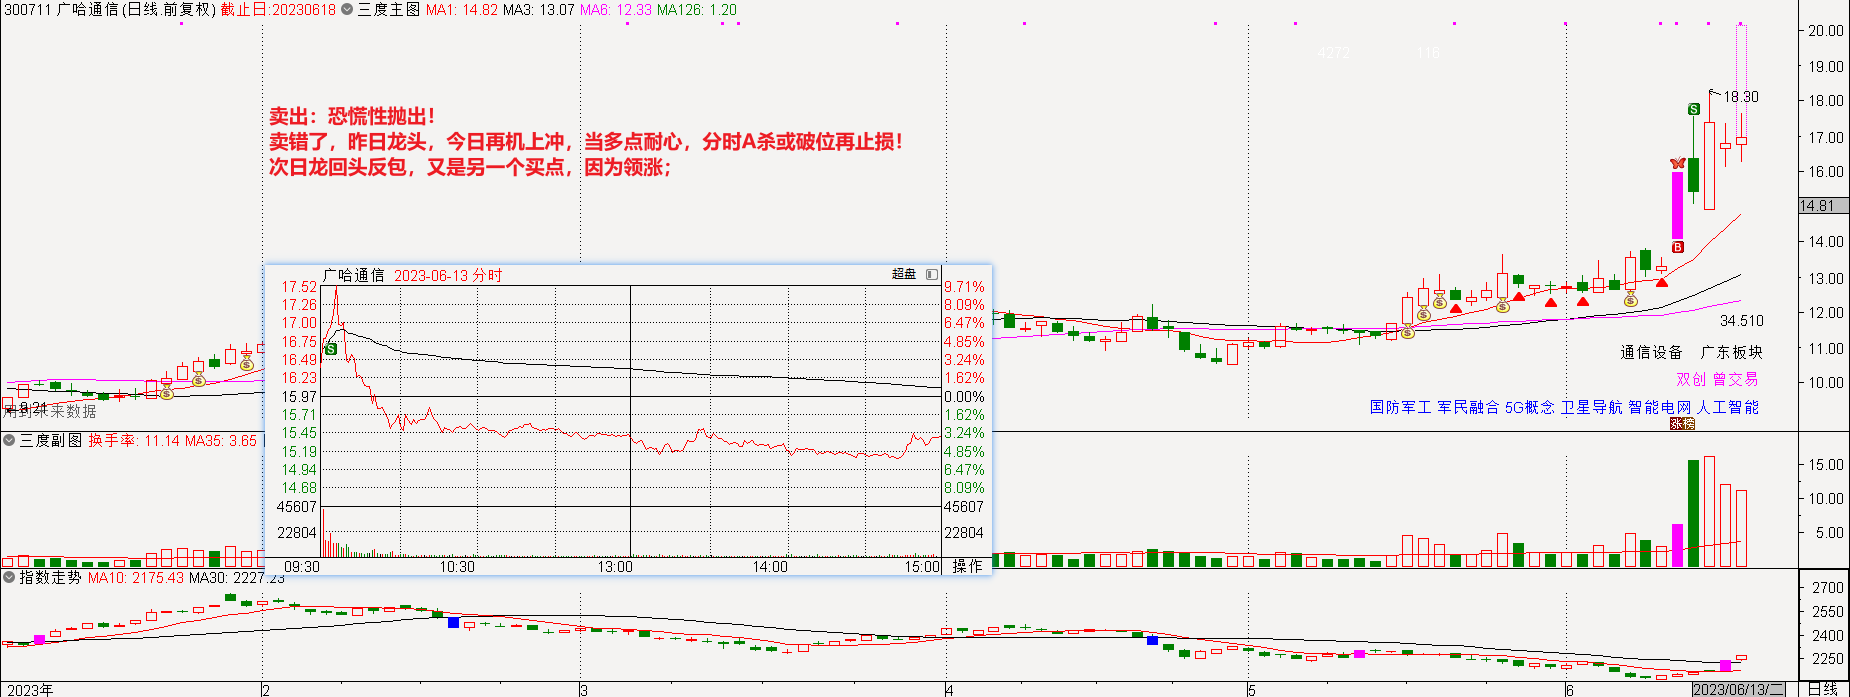 300711 广哈通信(日线.前复权) 截止日:20230618 三度主图 MA1: 14.82 MA3: 13.07 MA6: 12.33 MA126: 1.20
4272 116
20.00
19.00
18.00
17.00
16.00
14.81
14.00
13.00
12.00
11.00
10.00
卖出：恐慌性抛出！
卖错了，昨日龙头，今日再机上冲，当多点耐心，分时A杀或破位再止损！
次日龙回头反包，又是另一个买点，因为领涨；
S
18.30
B
34.510
通信设备 广东板块
双创 曾交易
国防军工 军民融合 5G概念 卫星导航 智能电网 人工智能
涨榜
用到未来数据
广哈通信 2023-06-13 分时 超盘
17.52 9.71%
17.26 8.09%
17.00 6.47%
16.75 4.85%
16.49 3.24%
16.23 1.62%
15.97 0.00%
15.71 1.62%
15.45 3.24%
15.19 4.85%
14.94 6.47%
14.68 8.09%
45607 45607
22804 22804
S
09:30 10:30 13:00 14:00 15:00 操作
三度副图 换手率: 11.14 MA35: 3.65
15.00
10.00
5.00
指数走势 MA10: 2175.43 MA30: 2227.23
2700
2550
2400
2250
2023年 2 3 4 5 6 2023/06/13/二 日线